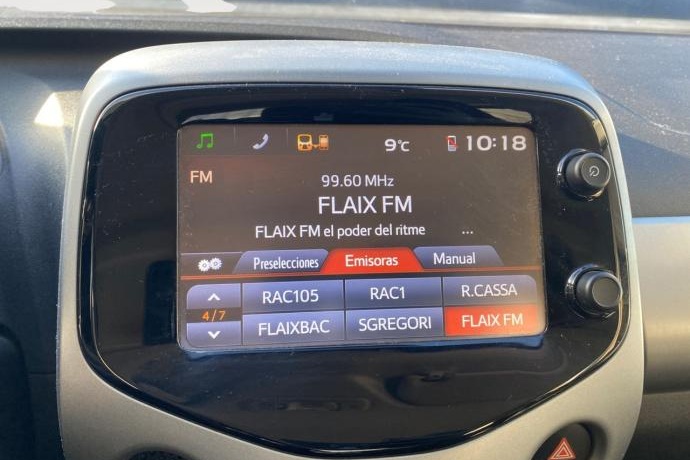 9°C
10:18
FM
99.60 MHz
FLAIX FM
FLAIX FM el poder del ritme ...
Preselecciones Emisoras Manual
RAC105 RAC1 R.CASSA
4/7
FLAIXBAC SGREGORI FLAIX FM